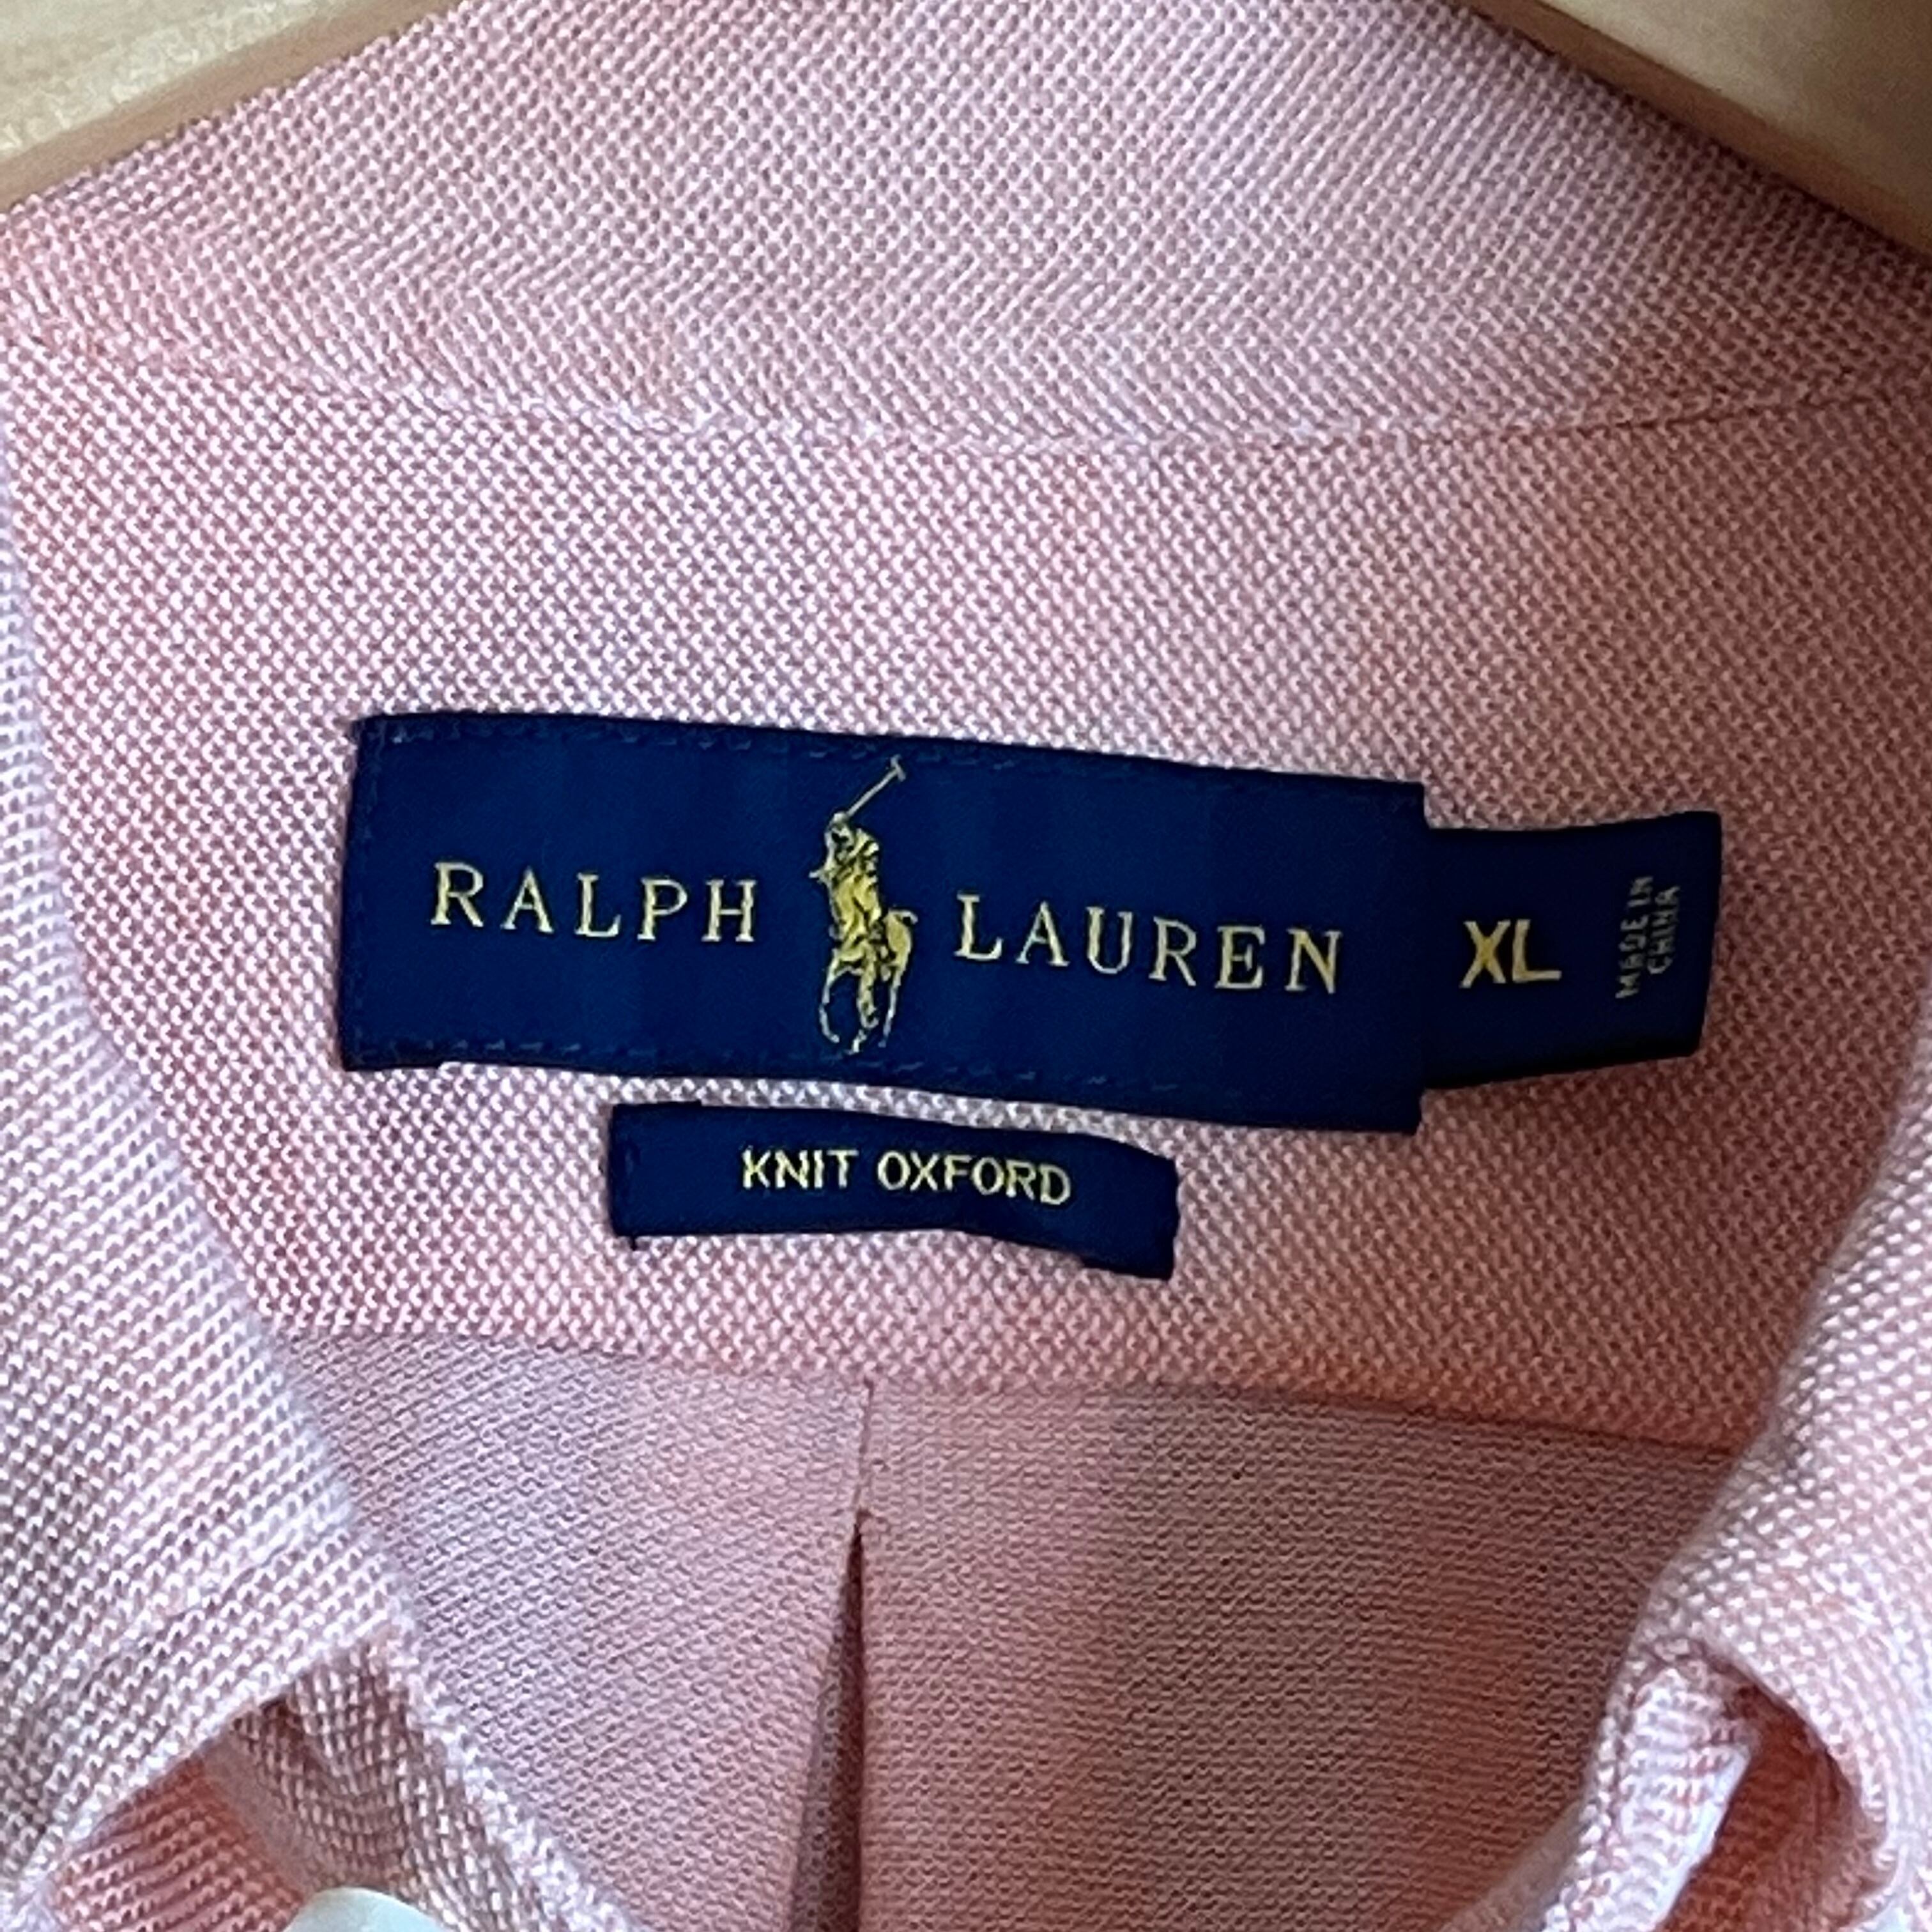 RALPH LAUREN
XL
MADE IN
CHINA
KNIT OXFORD